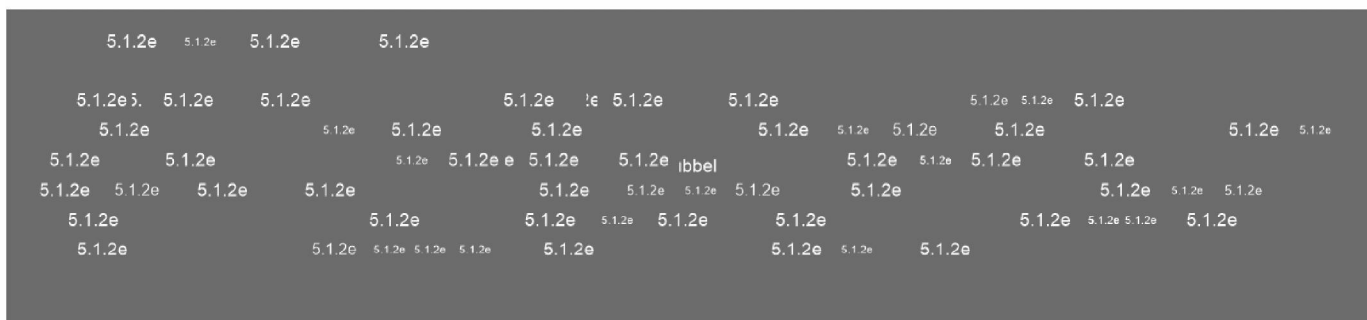 5.1.2e 5.1.2e 5.1.2e 5.1.2e
5.1.2e 5. 5.1.2e 5.1.2e 5.1.2e !e 5.1.2e 5.1.2e 5.1.2e 5.1.2e 5.1.2e
5.1.2e 5.1.2e 5.1.2e 5.1.2e 5.1.2e 5.1.2e 5.1.2e 5.1.2e 5.1.2e 5.1.2e
5.1.2e 5.1.2e 5.1.2e 5.1.2e e 5.1.2e 5.1.2e ıbbel 5.1.2e 5.1.2e 5.1.2e 5.1.2e
5.1.2e 5.1.2e 5.1.2e 5.1.2e 5.1.2e 5.1.2e 5.1.2e 5.1.2e 5.1.2e 5.1.2e 5.1.2e 5.1.2e
5.1.2e 5.1.2e 5.1.2e 5.1.2e 5.1.2e 5.1.2e 5.1.2e 5.1.2e 5.1.2e 5.1.2e
5.1.2e 5.1.2e 5.1.2e 5.1.2e 5.1.2e 5.1.2e 5.1.2e 5.1.2e 5.1.2e